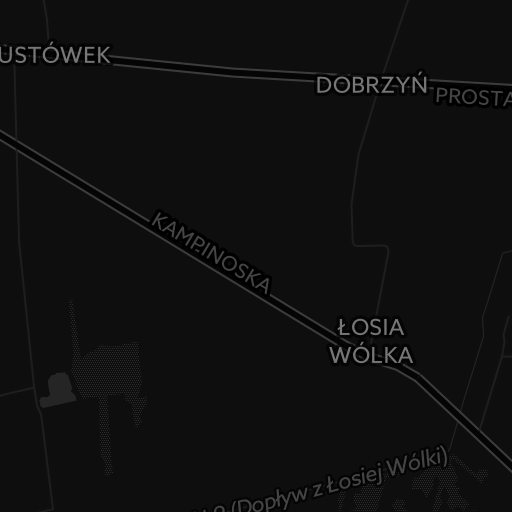 USTÓWEK
DOBRZYŃ
PROSTA
KAMPINOSKA
ŁOSIA
WÓLKA
(Dopływ z Łosiej Wólki)